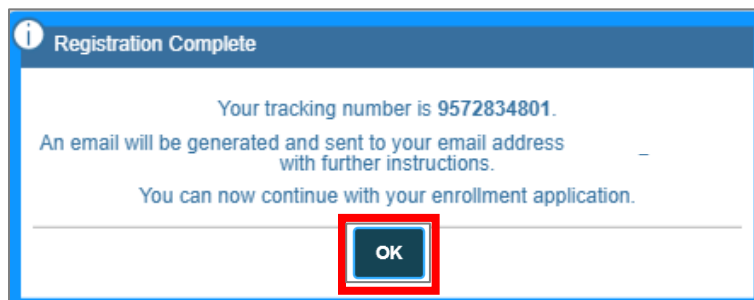 Registration Complete
Your tracking number is 9572834801.
An email will be generated and sent to your email address _
with further instructions.
You can now continue with your enrollment application.
OK